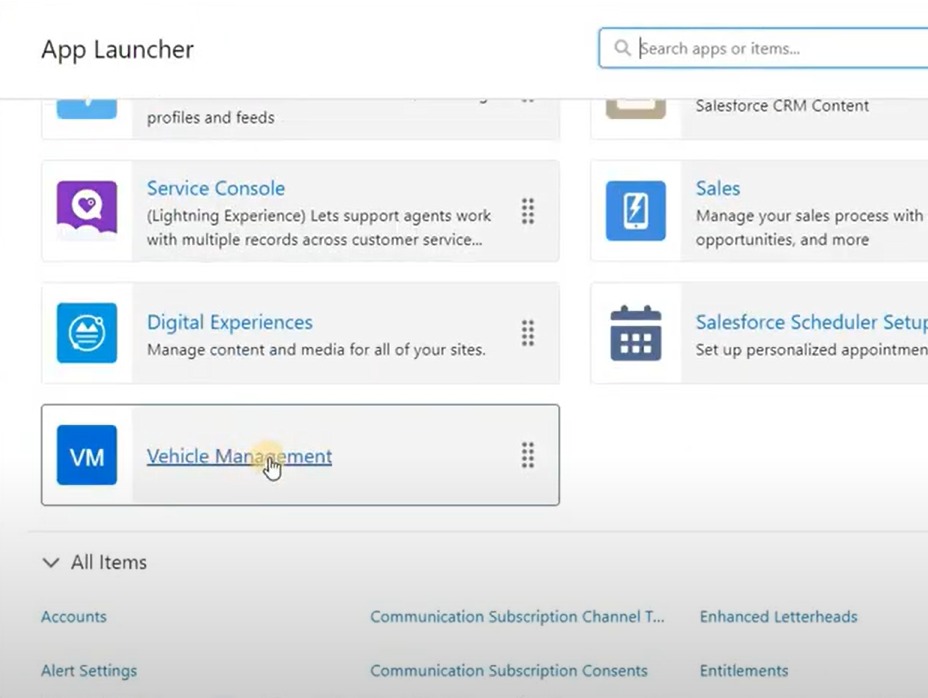 App Launcher
Search apps or items...
profiles and feeds
Salesforce CRM Content
Service Console
(Lightning Experience) Lets support agents work
with multiple records across customer service...
Sales
Manage your sales process with
opportunities, and more
Digital Experiences
Manage content and media for all of your sites.
Salesforce Scheduler Setup
Set up personalized appointmen
VM
Vehicle Management
All Items
Accounts
Communication Subscription Channel T...
Enhanced Letterheads
Alert Settings
Communication Subscription Consents
Entitlements